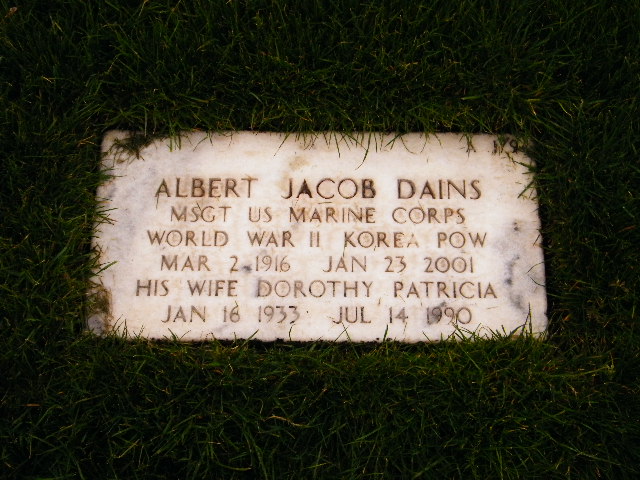 ALBERT JACOB DAINS
MSGT US MARINE CORPS
WORLD WAR II KOREA POW
MAR 2 1916 JAN 23 2001
HIS WIFE DOROTHY PATRICIA
JAN 16 1933 JUL 14 1990